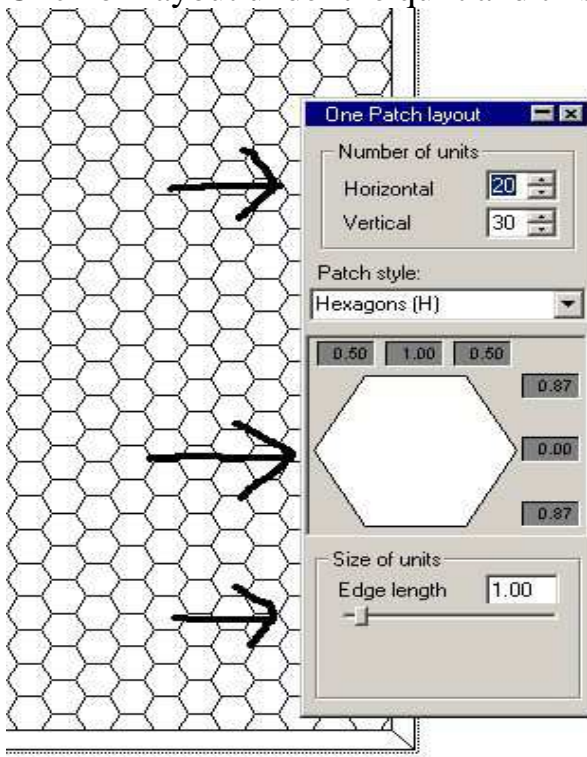 One Patch layout
Number of units
Horizontal 20
Vertical 30
Patch style:
Hexagons (H)
0.50 1.00 0.50
0.87
0.00
0.87
Size of units
Edge length 1.00